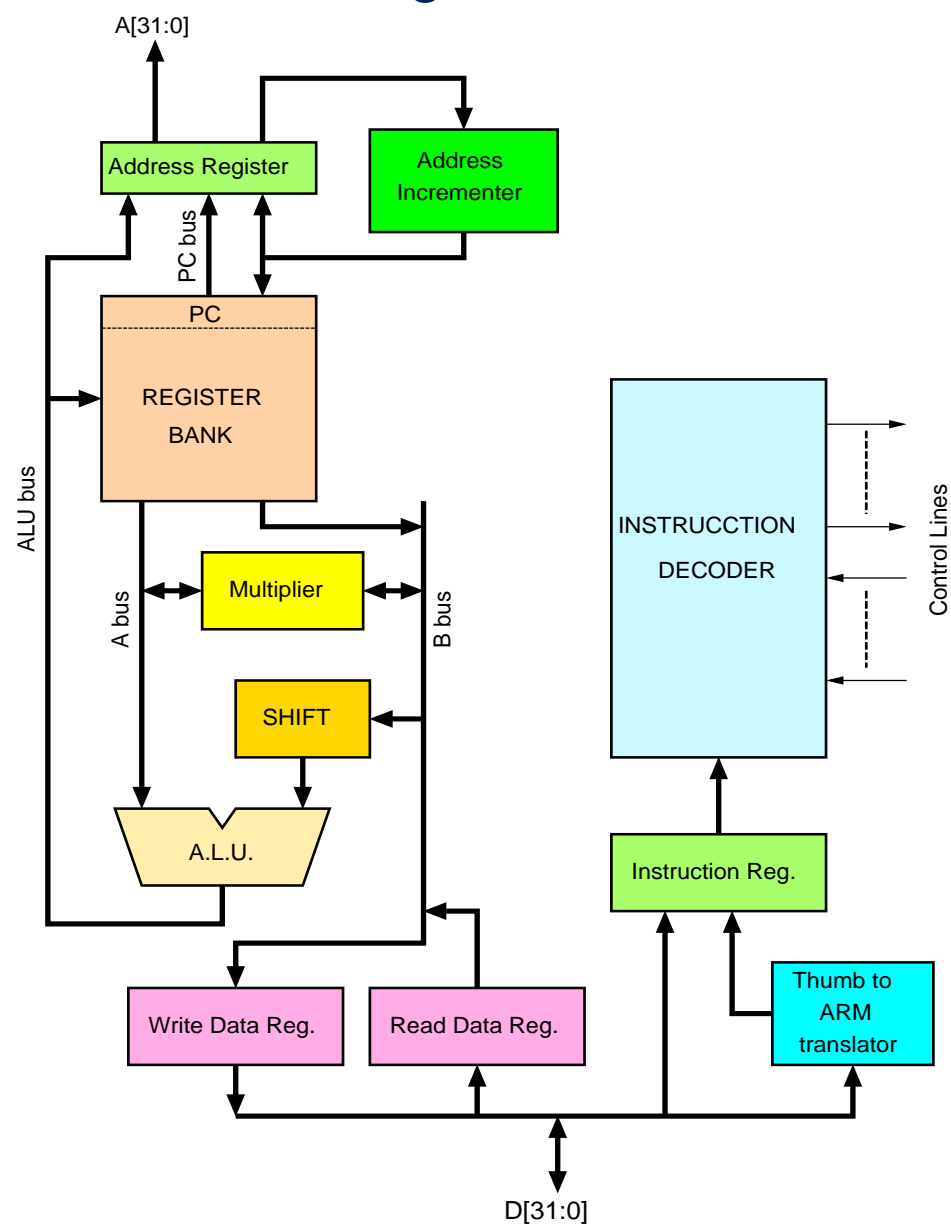 A[31:0]
Address Register
Address
Incrementer
PC bus
PC
REGISTER
BANK
ALU bus
A bus
Multiplier
B bus
SHIFT
A.L.U.
INSTRUCCTION
DECODER
Control Lines
Instruction Reg.
Write Data Reg.
Read Data Reg.
Thumb to
ARM
translator
D[31:0]